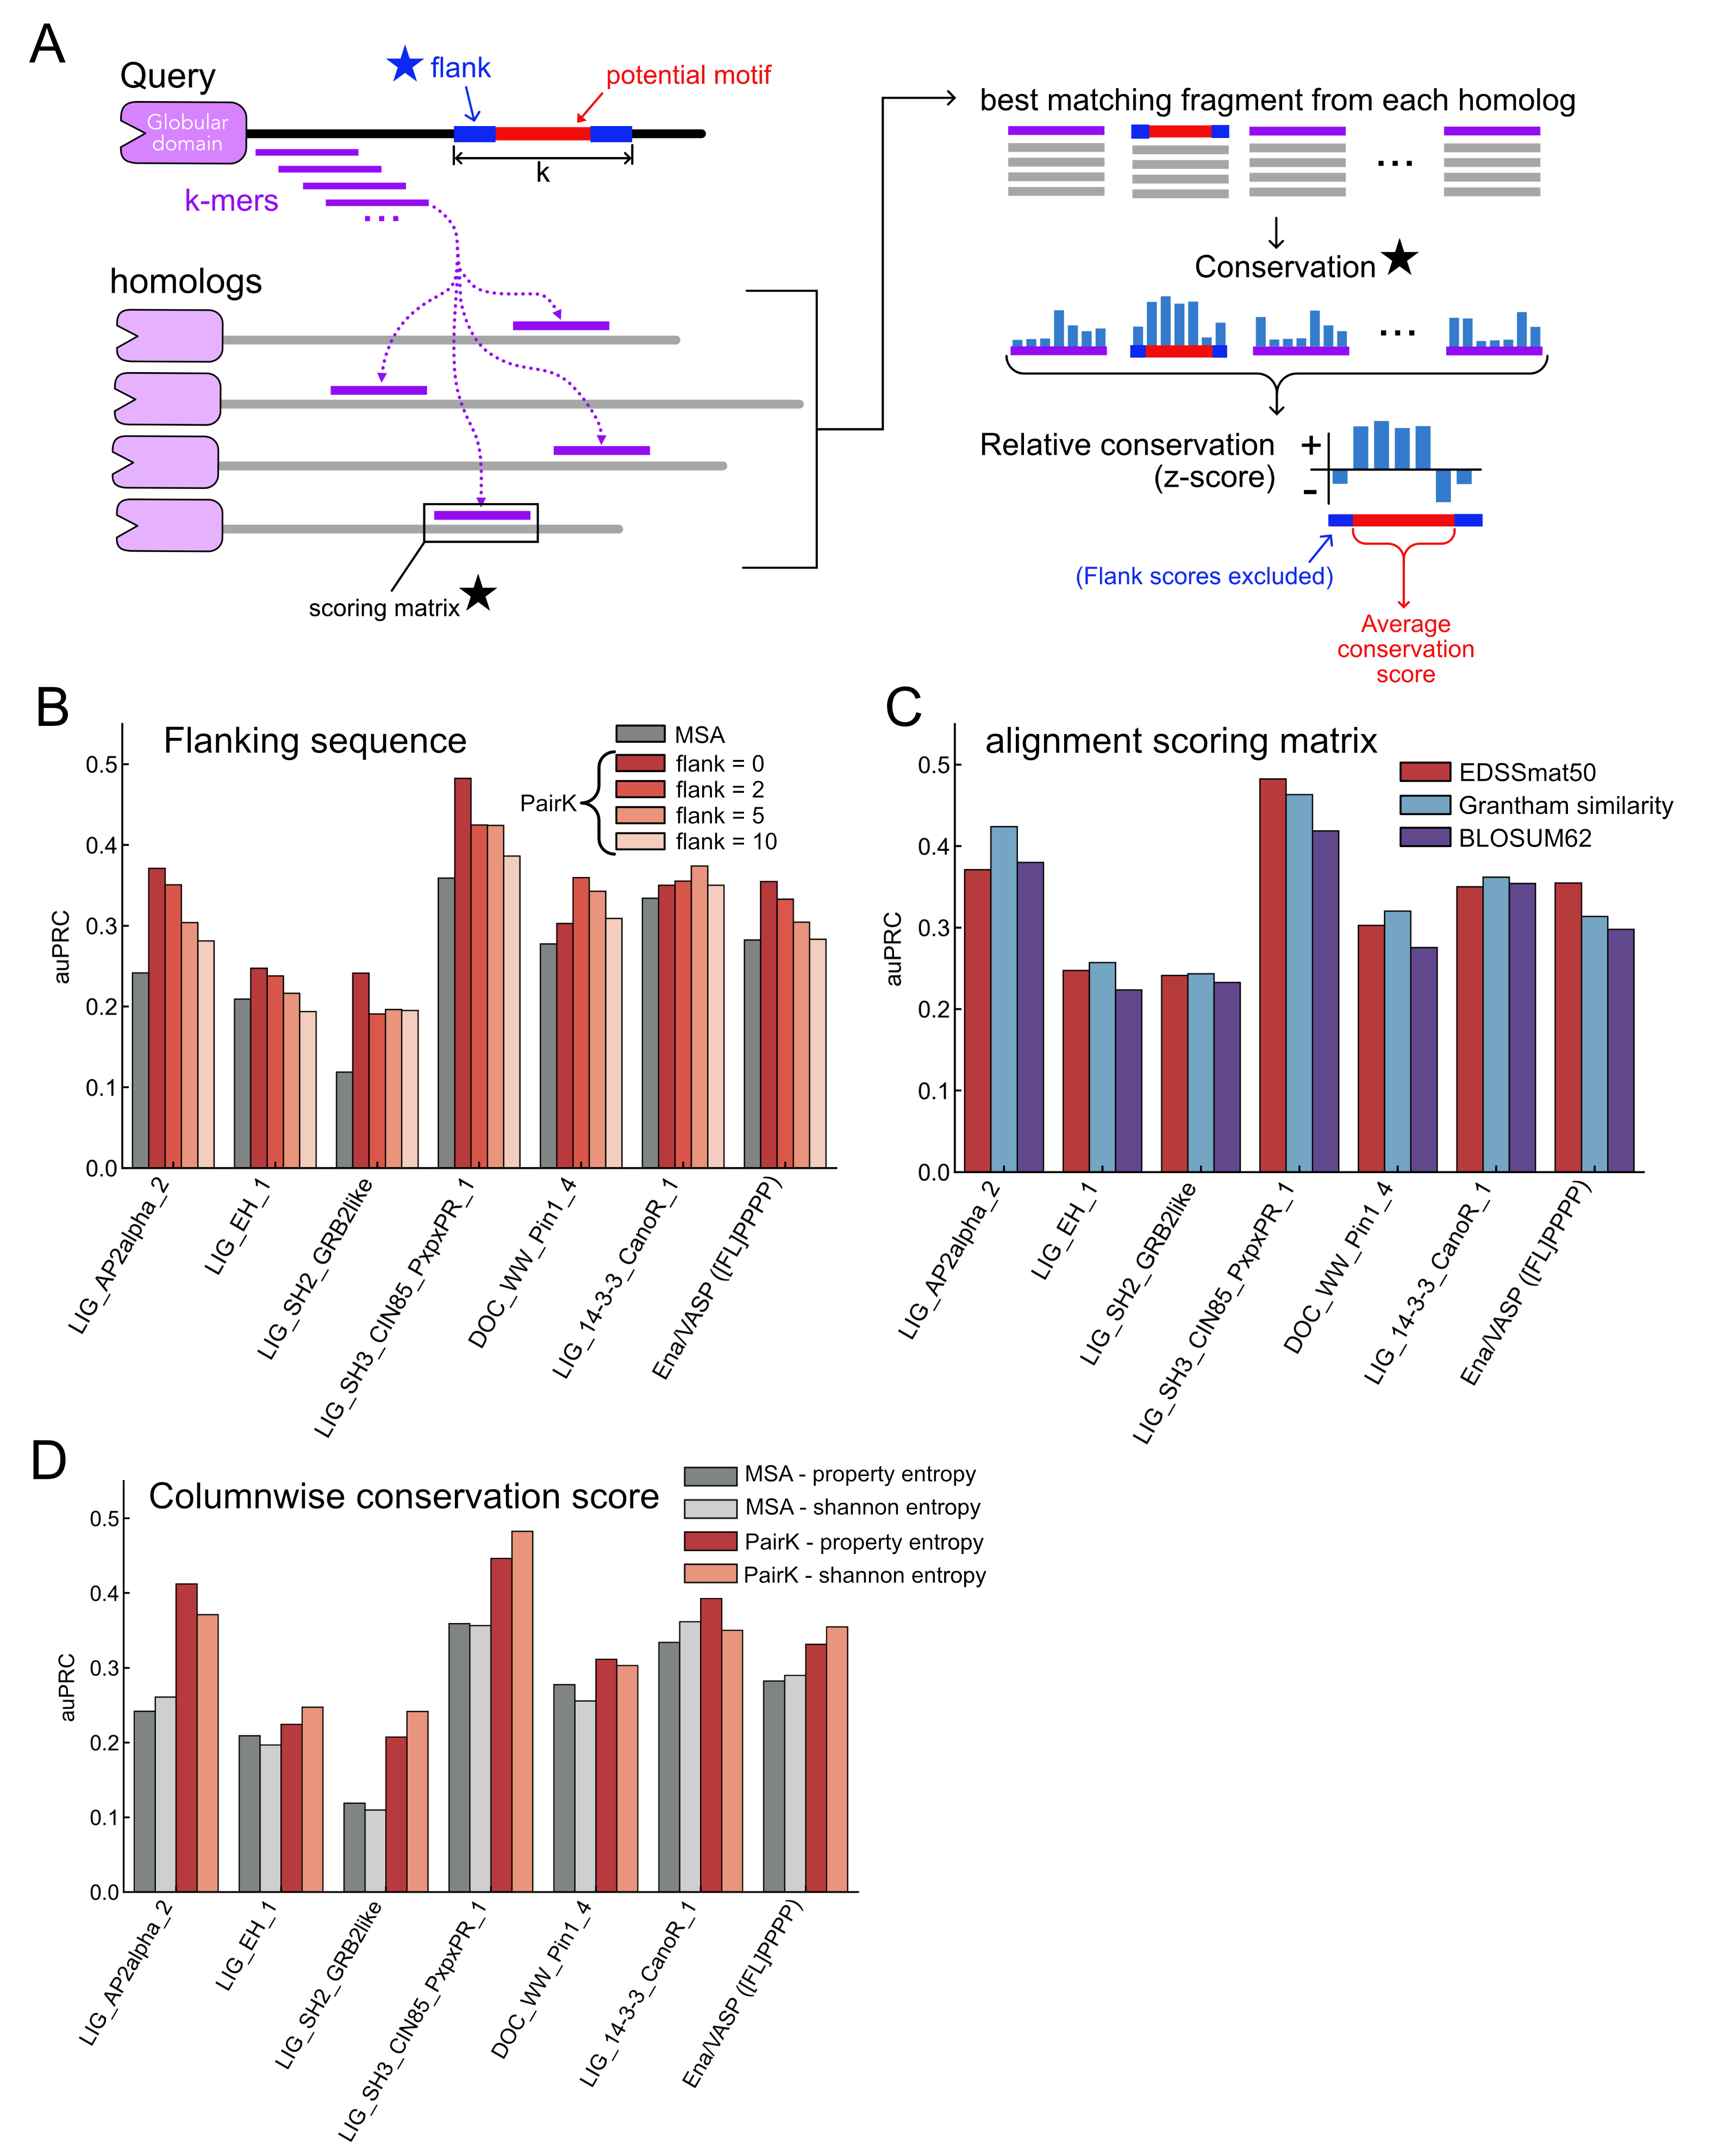 A
Query
flank
potential motif
Globular
domain
k
k-mers
...
homologs
scoring matrix
best matching fragment from each homolog
...
Conservation
...
Relative conservation
(z-score)
+
-
(Flank scores excluded)
Average
conservation
score
B
Flanking sequence
MSA
PairK
flank = 0
flank = 2
flank = 5
flank = 10
auPRC
0.5
0.4
0.3
0.2
0.1
0.0
LIG_AP2alpha_2
LIG_EH_1
LIG_SH2_GRB2like
LIG_SH3_CIN85_PxpxPR_1
DOC_WW_Pin1_4
LIG_14-3-3_CanoR_1
Ena/VASP ([FL]PPPP)
C
alignment scoring matrix
EDSSmat50
Grantham similarity
BLOSUM62
auPRC
0.5
0.4
0.3
0.2
0.1
0.0
LIG_AP2alpha_2
LIG_EH_1
LIG_SH2_GRB2like
LIG_SH3_CIN85_PxpxPR_1
DOC_WW_Pin1_4
LIG_14-3-3_CanoR_1
Ena/VASP ([FL]PPPP)
D
Columnwise conservation score
MSA - property entropy
MSA - shannon entropy
PairK - property entropy
PairK - shannon entropy
auPRC
0.5
0.4
0.3
0.2
0.1
0.0
LIG_AP2alpha_2
LIG_EH_1
LIG_SH2_GRB2like
LIG_SH3_CIN85_PxpxPR_1
DOC_WW_Pin1_4
LIG_14-3-3_CanoR_1
Ena/VASP ([FL]PPPP)